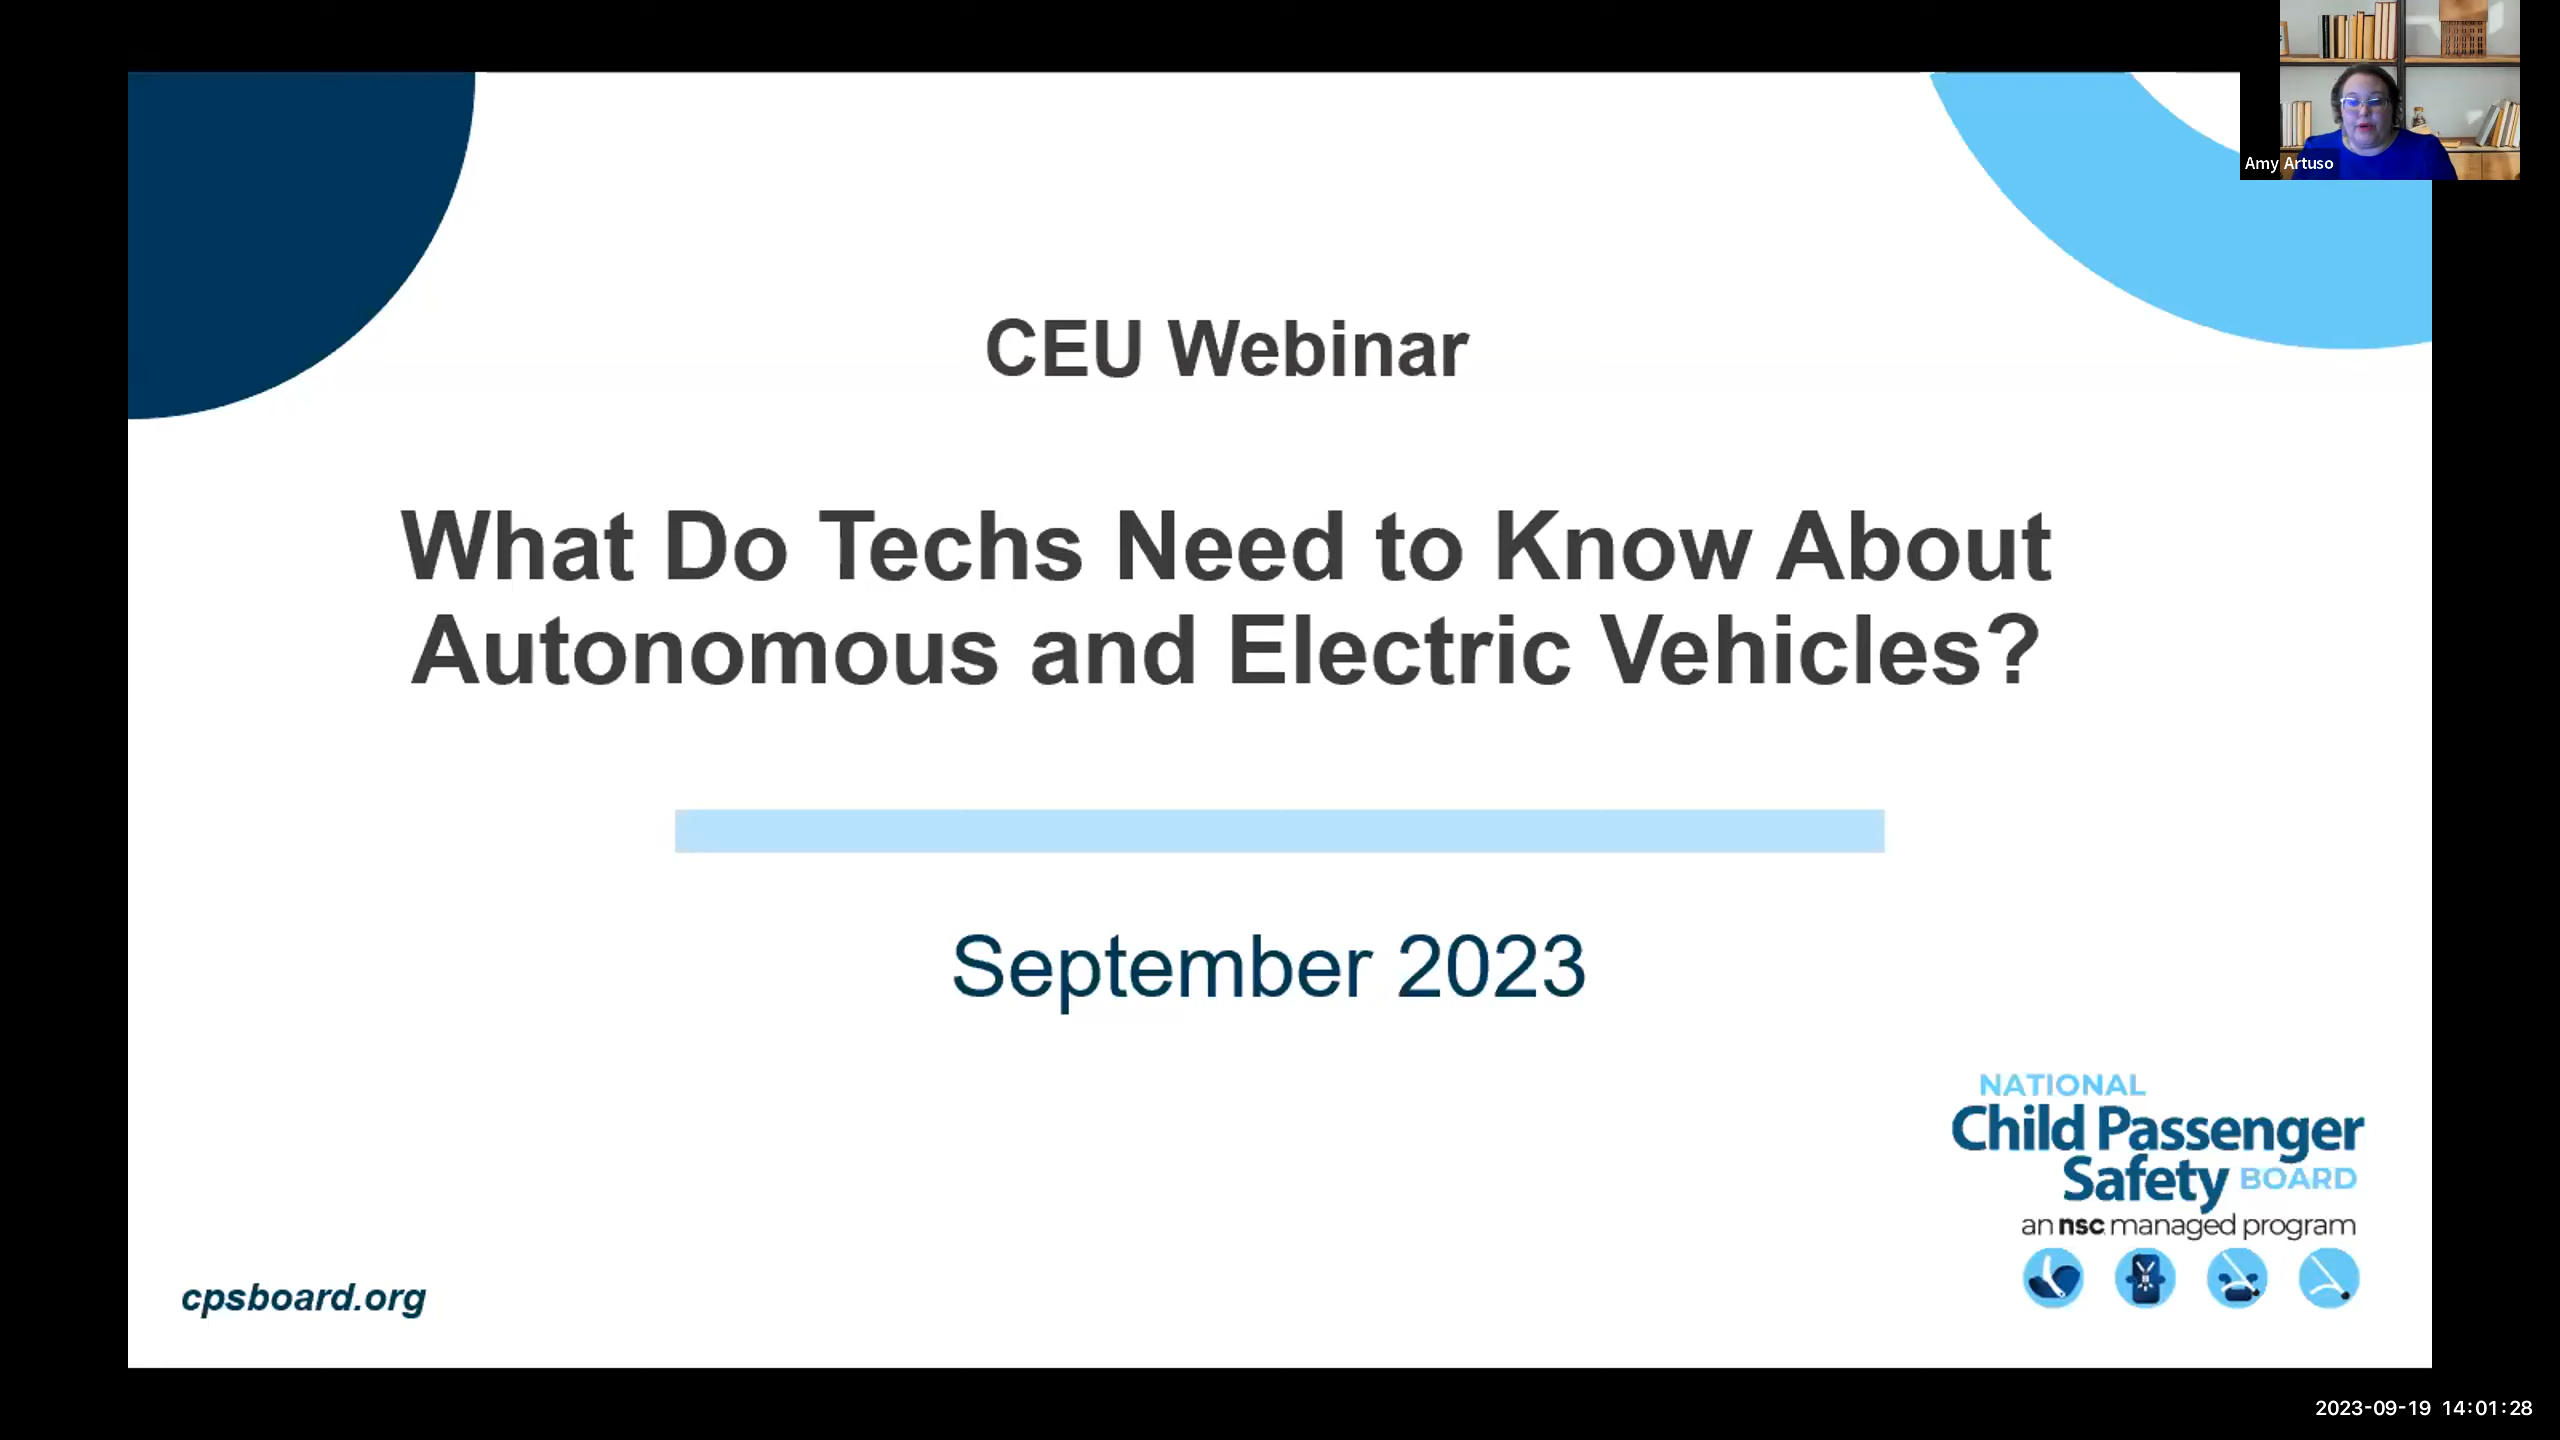 Amy Artuso
CEU Webinar
What Do Techs Need to Know About
Autonomous and Electric Vehicles?
September 2023
NATIONAL
Child Passenger
Safety BOARD
an nsc managed program
cpsboard.org
2023-09-19 14:01:28